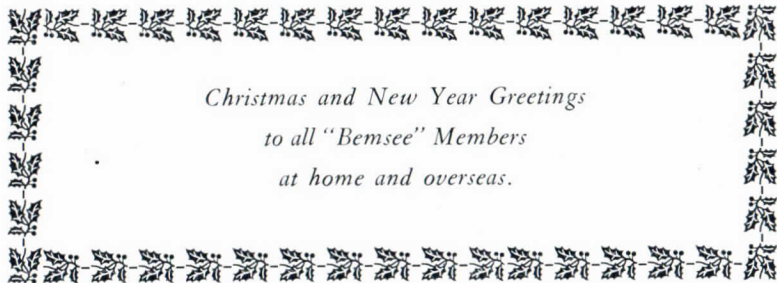 Christmas and New Year Greetings
to all "Bemsee" Members
at home and overseas.